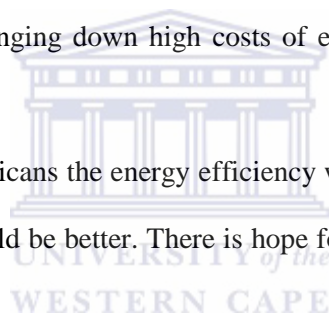 nging down high costs of e
icans the energy efficiency v
ld be better. There is hope fo
UNIVERSITY of the
WESTERN CAPE